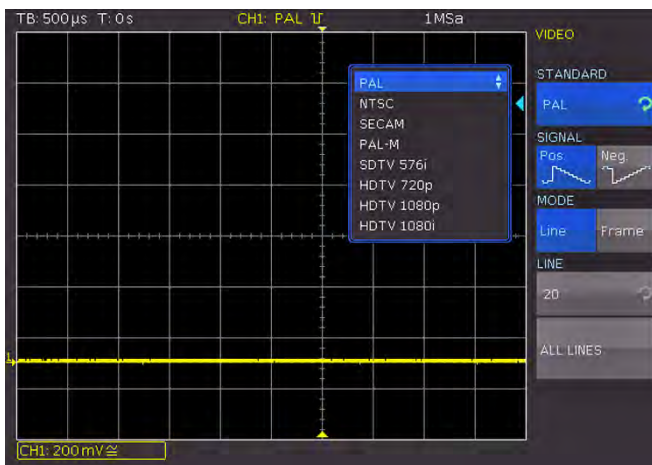 TB: 500µs T: 0s CH1: PAL 1MSa
VIDEO
STANDARD
PAL
SIGNAL
Pos. Neg.
MODE
Line Frame
LINE
20
ALL LINES
PAL
NTSC
SECAM
PAL-M
SDTV 576i
HDTV 720p
HDTV 1080p
HDTV 1080i
1
CH1: 200mV≅